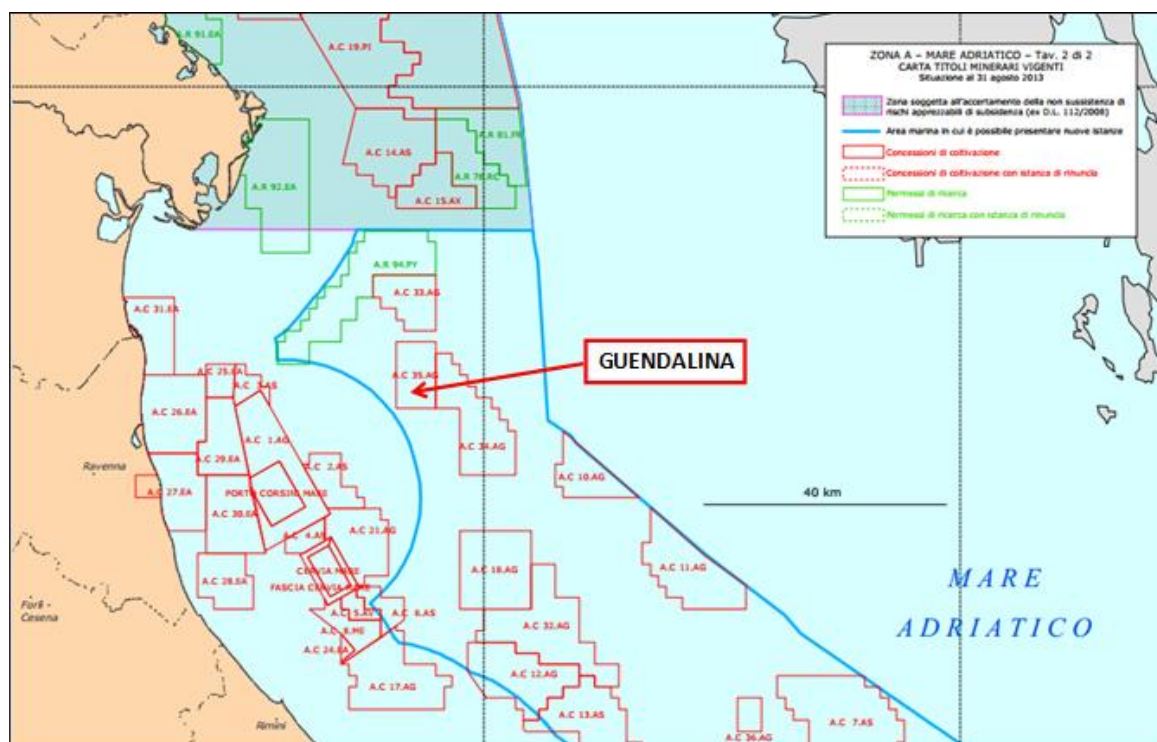 A.R 91.EA
A.C 19.PI
ZONA A – MARE ADRIATICO – Tav. 2 di 2
CARTA TITOLI MINERARI VIGENTI
Situazione al 31 agosto 2013
Zona soggetta all'accertamento della non sussistenza di
rischi apprezzabili di subsidenza (ex D.L. 112/2008)
Area marina in cui è possibile presentare nuove istanze
Concessioni di coltivazione
Concessioni di coltivazione con istanza di rinuncia
Permessi di ricerca
Permessi di ricerca con istanza di rinuncia
A.R 81.FR
A.C 14.AS
A.R 78.RC
A.R 92.EA
A.C 15.AX
A.R 94.PY
A.C 33.AG
A.C 31.EA
GUENDALINA
A.C 25.EA
A.C 35.AG
A.C 3.AS
A.C 26.EA
A.C 1.AG
A.C 34.AG
A.C 29.EA
Ravenna
A.C 2.AS
A.C 10.AG
A.C 27.EA
PORTO CORSINI MARE
40 km
A.C 30.EA
A.C 21.AG
A.C 4.AS
A.C 18.AG
A.C 11.AG
CERVIA MARE
A.C 28.EA
FASCIA CERVIA MARE
MARE
ADRIATICO
Forlì -
Cesena
A.C 5.AV
A.C 6.AS
A.C 32.AG
A.C 8.ME
A.C 24.EA
A.C 12.AG
A.C 17.AG
A.C 13.AS
A.C 7.AS
Rimini
A.C 36.AG